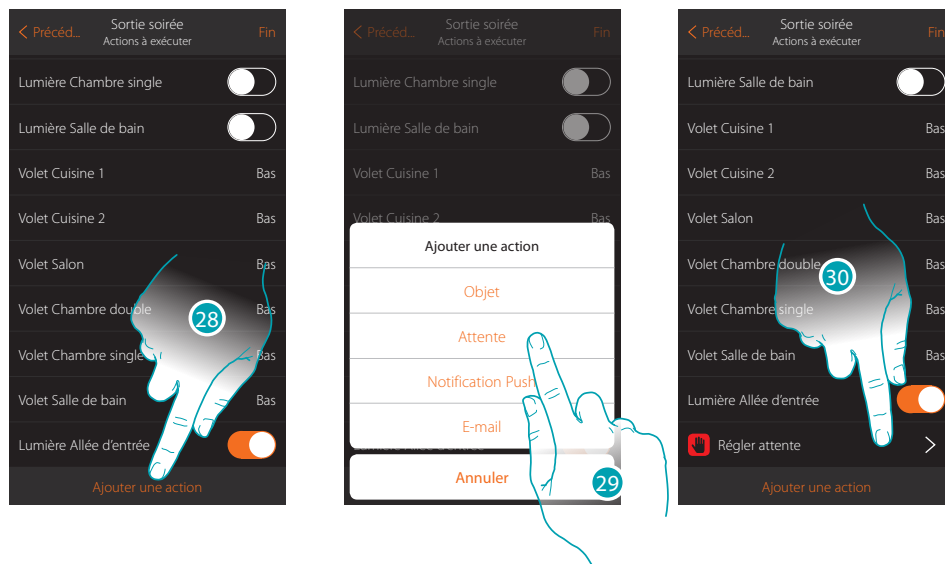 Précéd...
Sortie soirée
Actions à exécuter
Fin
Lumière Chambre single
Lumière Salle de bain
Volet Cuisine 1 Bas
Volet Cuisine 2 Bas
Volet Salon Bas
Volet Chambre double Bas
Volet Chambre single Bas
Volet Salle de bain Bas
Lumière Allée d'entrée
Ajouter une action
28
Précéd...
Sortie soirée
Actions à exécuter
Fin
Lumière Chambre single
Lumière Salle de bain
Volet Cuisine 1 Bas
Volet Cuisine 2 Bas
Ajouter une action
Objet
Attente
Notification Push
E-mail
Lumière Allée d'entrée
Annuler
29
Précéd...
Sortie soirée
Actions à exécuter
Fin
Lumière Salle de bain
Volet Cuisine 1 Bas
Volet Cuisine 2 Bas
Volet Salon Bas
Volet Chambre double Bas
Volet Chambre single Bas
Volet Salle de bain Bas
Lumière Allée d'entrée
Régler attente
Ajouter une action
30